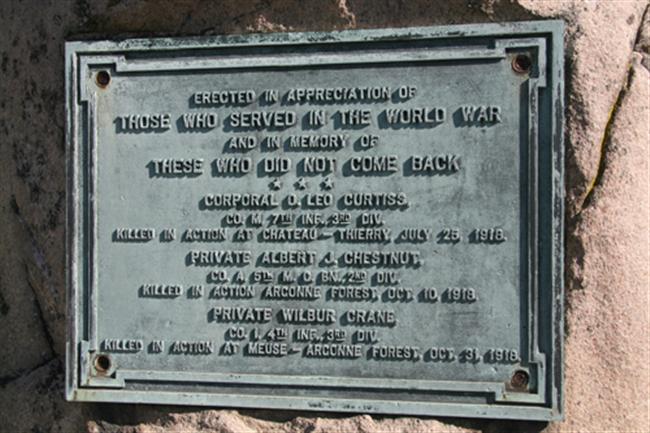 ERECTED IN APPRECIATION OF
THOSE WHO SERVED IN THE WORLD WAR
AND IN MEMORY OF
THESE WHO DID NOT COME BACK
★ ★ ★
CORPORAL D. LEO CURTISS,
CO. M, 7TH INF., 3RD DIV.
KILLED IN ACTION AT CHATEAU-THIERRY, JULY 25, 1918.
PRIVATE ALBERT J. CHESTNUT,
CO. A, 5TH M. G. BN., 2ND DIV.
KILLED IN ACTION ARGONNE FOREST, OCT. 10, 1918.
PRIVATE WILBUR CRANE,
CO. I, 4TH INF., 3RD DIV.
KILLED IN ACTION AT MEUSE-ARGONNE FOREST, OCT. 31, 1918.